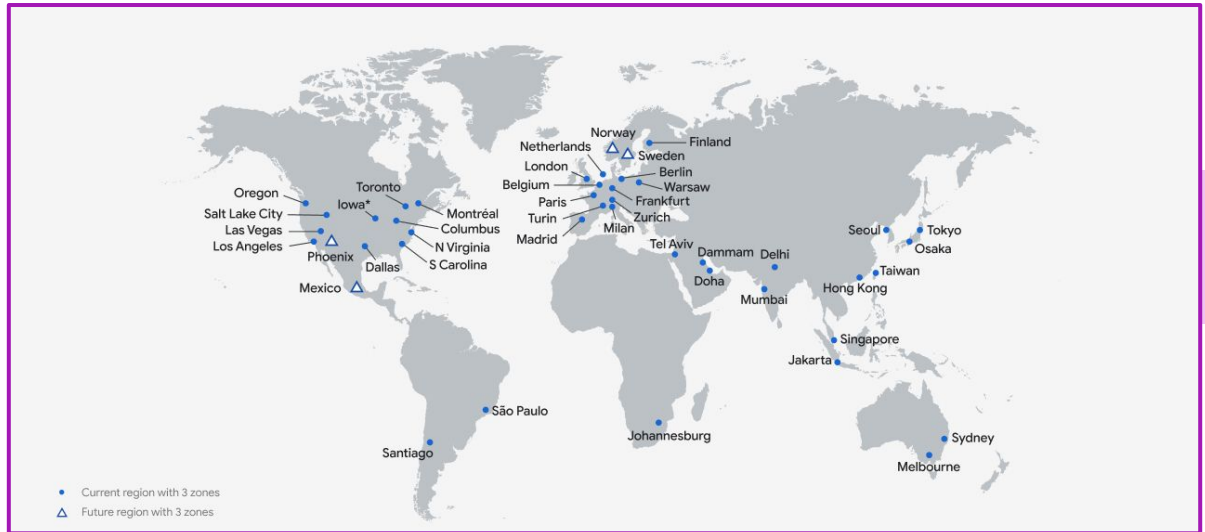 Norway
Finland
Netherlands
Sweden
London
Berlin
Belgium
Warsaw
Paris
Frankfurt
Turin
Zurich
Madrid
Milan
Oregon
Toronto
Iowa*
Montréal
Salt Lake City
Columbus
Las Vegas
N Virginia
Los Angeles
S Carolina
Phoenix
Dallas
Mexico
Tel Aviv
Dammam
Delhi
Doha
Mumbai
Seoul
Tokyo
Osaka
Taiwan
Hong Kong
Singapore
Jakarta
São Paulo
Santiago
Johannesburg
Sydney
Melbourne
Current region with 3 zones
Future region with 3 zones